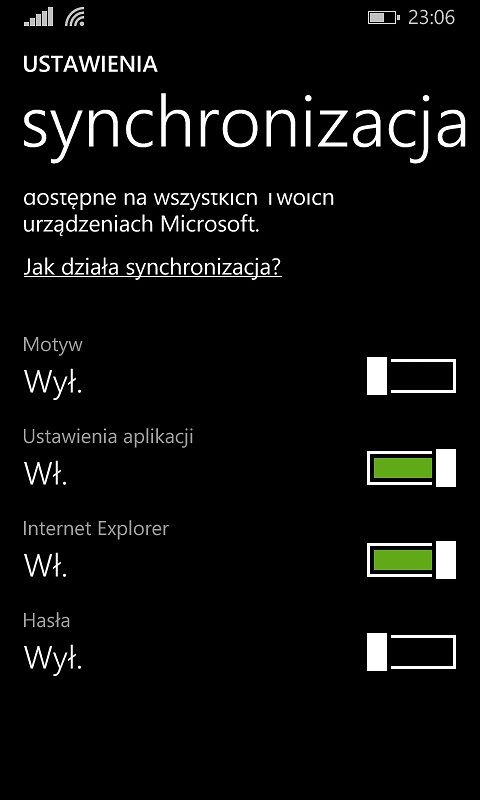 23:06
USTAWIENIA
synchronizacja
dostępne na wszystkich Twoich
urządzeniach Microsoft.
Jak działa synchronizacja?
Motyw
Wył.
Ustawienia aplikacji
Wł.
Internet Explorer
Wł.
Hasła
Wył.